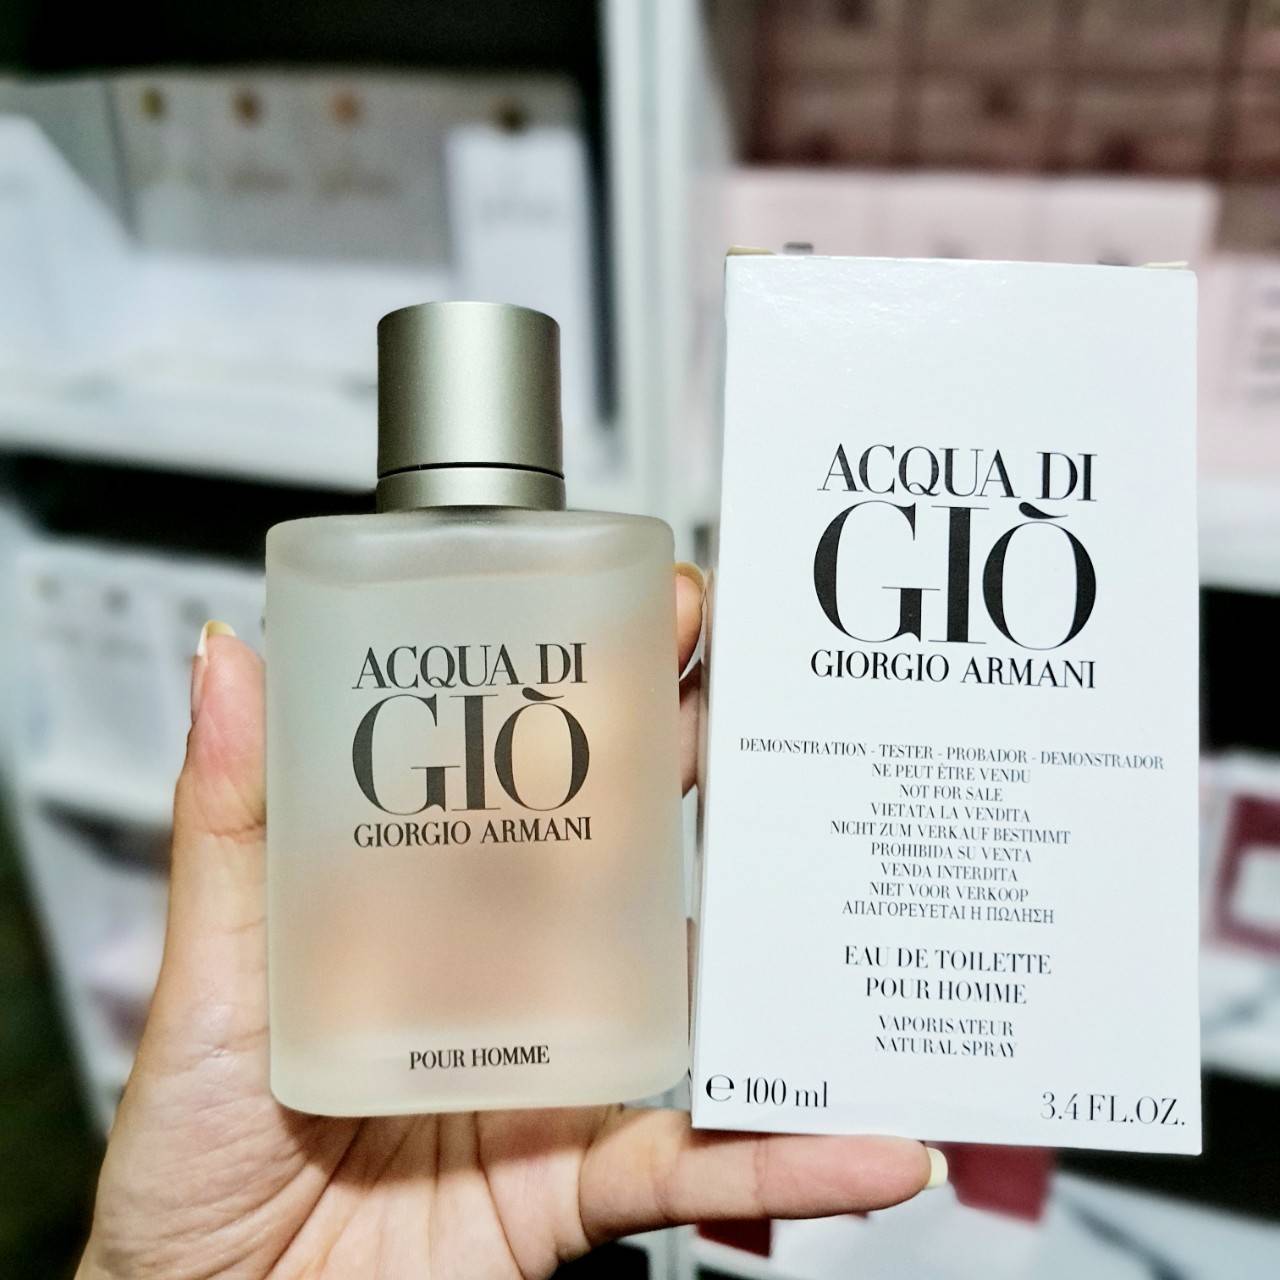 ACQUA DI
GIÒ
GIORGIO ARMANI
POUR HOMME
ACQUA DI
GIÒ
GIORGIO ARMANI
DEMONSTRATION - TESTER - PROBADOR - DEMONSTRADOR
NE PEUT ÊTRE VENDU
NOT FOR SALE
VIETATA LA VENDITA
NICHT ZUM VERKAUF BESTIMMT
PROHIBIDA SU VENTA
VENDA INTERDITA
NIET VOOR VERKOOP
ΑΠΑΓΟΡΕΥΕΤΑΙ Η ΠΩΛΗΣΗ
EAU DE TOILETTE
POUR HOMME
VAPORISATEUR
NATURAL SPRAY
℮ 100 ml
3.4 FL.OZ.